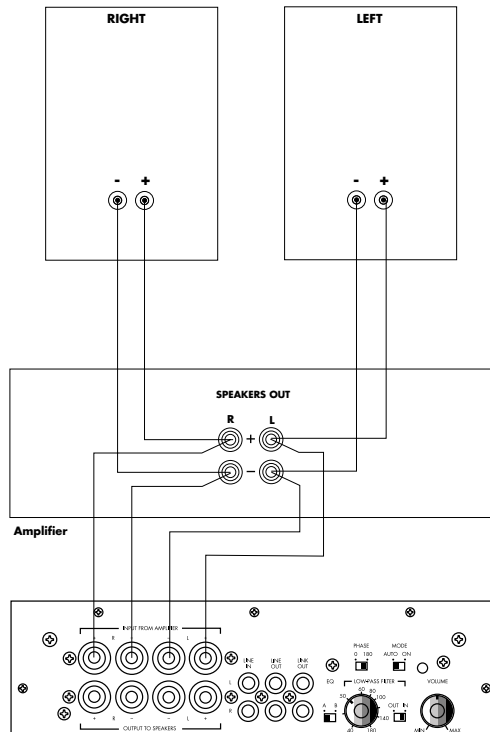 RIGHT
LEFT
- +
- +
SPEAKERS OUT
R L
+
−
Amplifier
INPUT FROM AMPLIFIER
+ R − − L +
+ R − − L +
OUTPUT TO SPEAKERS
LINE IN
LINE OUT
LINK OUT
L
R
PHASE
0 180
MODE
AUTO ON
EQ
A B
LOW-PASS FILTER
40 50 60 80 100 140 180
OUT IN
VOLUME
MIN MAX